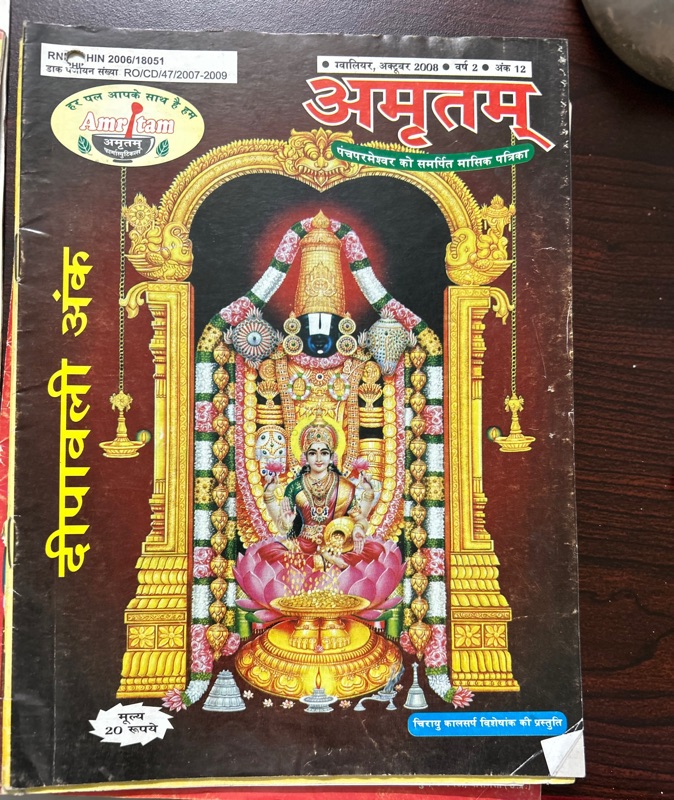 RNI HIN 2006/18051
डाक पंजीयन संख्या RO/CD/47/2007-2009
• ग्वालियर, अक्टूबर 2008 • वर्ष 2 • अंक 12
अमृतम्
पंचपरमेश्वर को समर्पित मासिक पत्रिका
हर पल आपके साथ है हम
Amritam
अमृतम्
फार्मास्युटिकल्स
दीपावली अंक
मूल्य
20 रूपये
चिरायु कालसर्प विशेषांक की प्रस्तुति